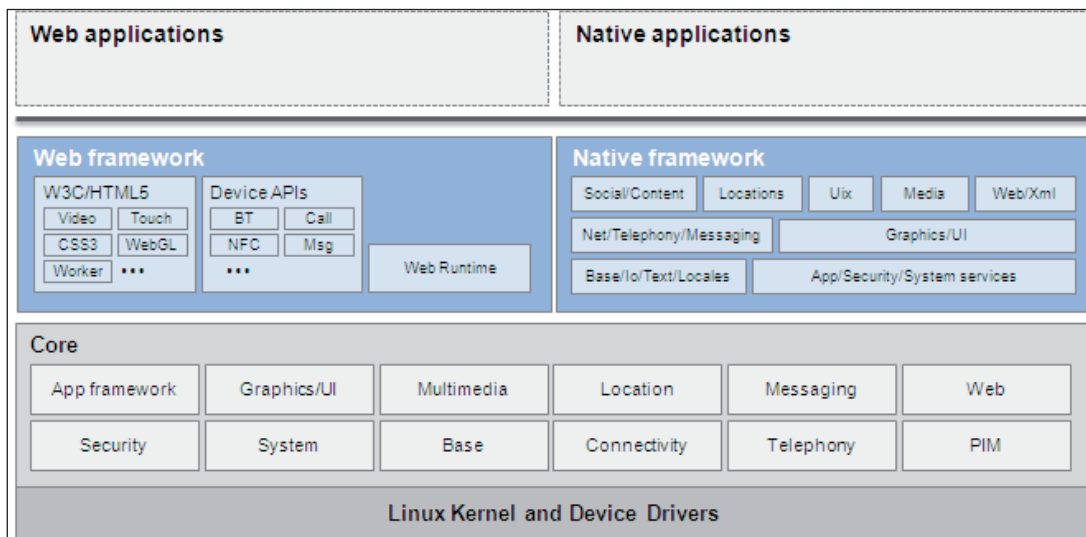 Web applications
Native applications
Web framework
W3C/HTML5
Video
Touch
CSS3
WebGL
Worker
•••
Device APIs
BT
Call
NFC
Msg
•••
Web Runtime
Native framework
Social/Content
Locations
Uix
Media
Web/Xml
Net/Telephony/Messaging
Graphics/UI
Base/Io/Text/Locales
App/Security/System services
Core
App framework
Graphics/UI
Multimedia
Location
Messaging
Web
Security
System
Base
Connectivity
Telephony
PIM
Linux Kernel and Device Drivers